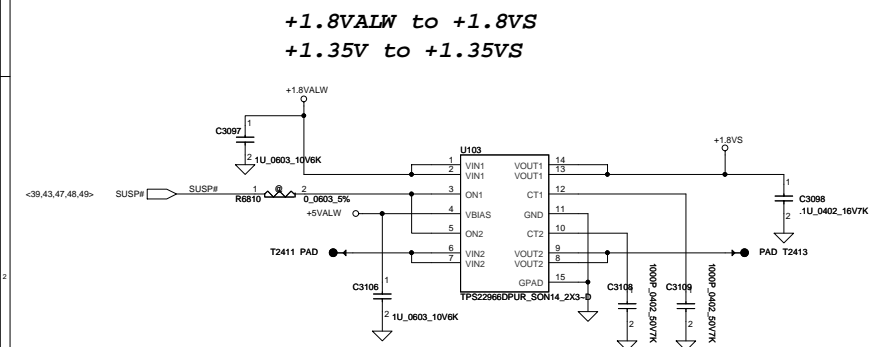 +1.8VALW to +1.8VS
+1.35V to +1.35VS
+1.8VALW
C3097
1
2
1U_0603_10V6K
<39,43,47,48,49>
SUSP#
SUSP#
1
@
2
R6810
0_0603_5%
+5VALW
T2411 PAD
C3106
1
2
1U_0603_10V6K
U103
1
2
3
4
5
6
7
VIN1
VIN1
ON1
VBIAS
ON2
VIN2
VIN2
VOUT1
VOUT1
CT1
GND
CT2
VOUT2
VOUT2
GPAD
14
13
12
11
10
9
8
15
TPS22966DPUR_SON14_2X3~D
+1.8VS
1
C3098
.1U_0402_16V7K
2
PAD T2413
C3108
1
2
1000P_0402_50V7K
C3109
1
2
1000P_0402_50V7K
2